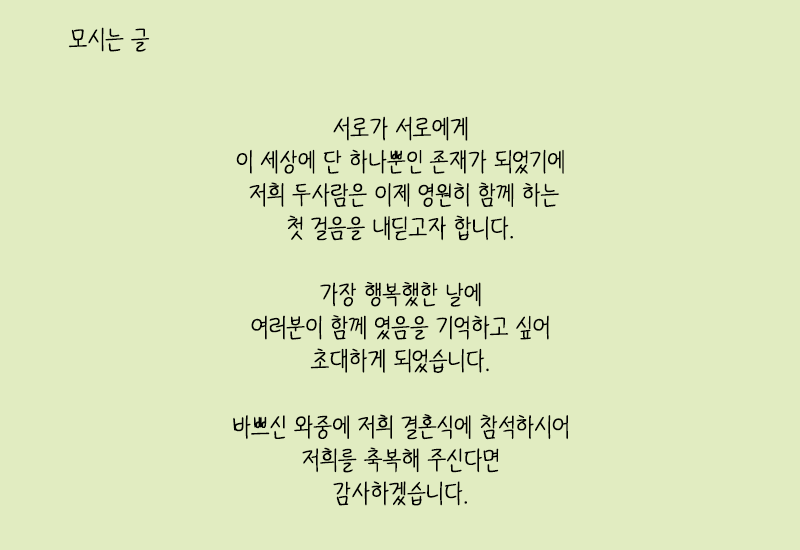 모시는 글
서로가 서로에게
이 세상에 단 하나뿐인 존재가 되었기에
저희 두사람은 이제 영원히 함께 하는
첫 걸음을 내딛고자 합니다.
가장 행복했한 날에
여러분이 함께 였음을 기억하고 싶어
초대하게 되었습니다.
바쁘신 와중에 저희 결혼식에 참석하시어
저희를 축복해 주신다면
감사하겠습니다.